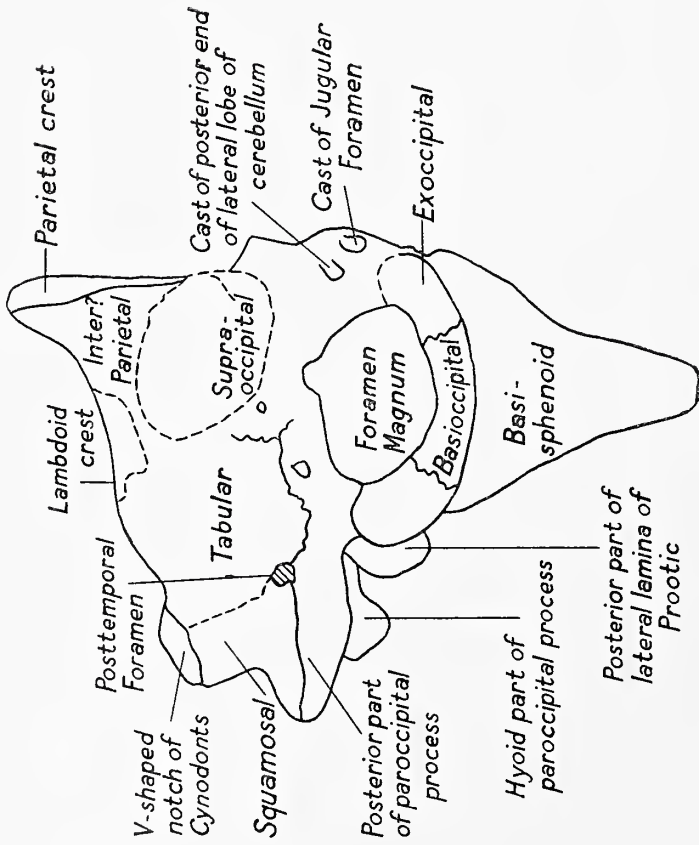 Parietal crest
Cast of posterior end
of lateral lobe of
cerebellum
Cast of Jugular
Foramen
Exoccipital
Inter?
Parietal
Supra-
occipital
Lambdoid
crest
Foramen
Magnum
Basioccipital
Basi-
sphenoid
Tabular
Posttemporal
Foramen
V-shaped
notch of
Cynodonts
Squamosal
Posterior part
of paroccipital
process
Hyoid part of
paroccipital process
Posterior part of
lateral lamina of
Prootic